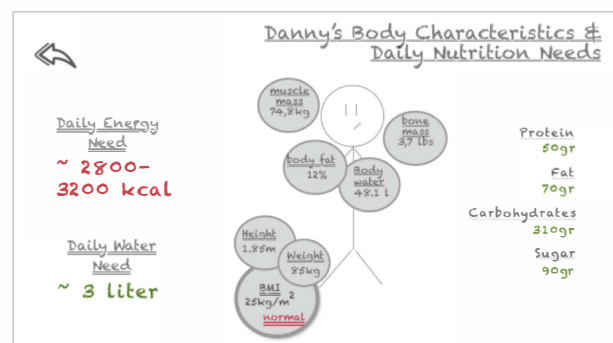 Danny's Body Characteristics &
Daily Nutrition Needs
Daily Energy
Need
~ 2800-
3200 kcal
Daily Water
Need
~ 3 liter
muscle
mass
74,8kg
bone
mass
3,7 lbs
body fat
12%
Body
water
48.1 l
Height
1.85m
Weight
85kg
BMI
25kg/m²
normal
Protein
50gr
Fat
70gr
Carbohydrates
310gr
Sugar
90gr